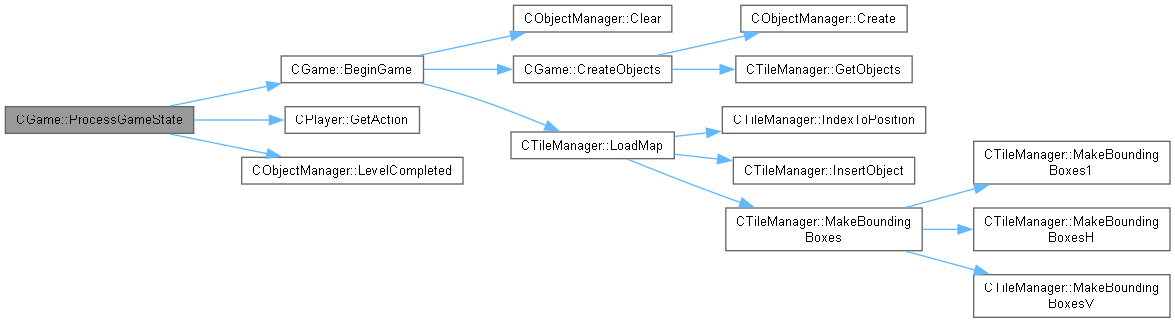 CGame::ProcessGameState
CGame::BeginGame
CPlayer::GetAction
CObjectManager::LevelCompleted
CObjectManager::Clear
CGame::CreateObjects
CTileManager::LoadMap
CObjectManager::Create
CTileManager::GetObjects
CTileManager::IndexToPosition
CTileManager::InsertObject
CTileManager::MakeBounding
Boxes
CTileManager::MakeBounding
Boxes1
CTileManager::MakeBounding
BoxesH
CTileManager::MakeBounding
BoxesV